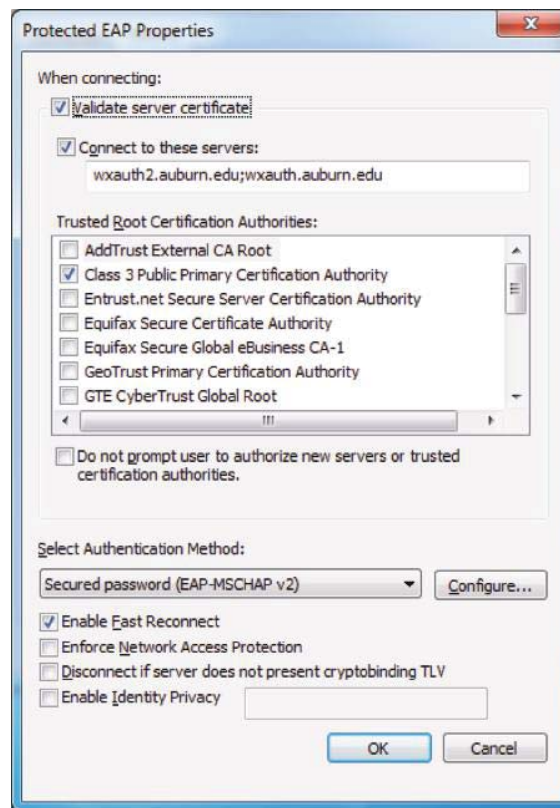 Protected EAP Properties
When connecting:
Validate server certificate
Connect to these servers:
wxauth2.auburn.edu;wxauth.auburn.edu
Trusted Root Certification Authorities:
AddTrust External CA Root
Class 3 Public Primary Certification Authority
Entrust.net Secure Server Certification Authority
Equifax Secure Certificate Authority
Equifax Secure Global eBusiness CA-1
GeoTrust Primary Certification Authority
GTE CyberTrust Global Root
Do not prompt user to authorize new servers or trusted
certification authorities.
Select Authentication Method:
Secured password (EAP-MSCHAP v2) Configure...
Enable Fast Reconnect
Enforce Network Access Protection
Disconnect if server does not present cryptobinding TLV
Enable Identity Privacy
OK Cancel